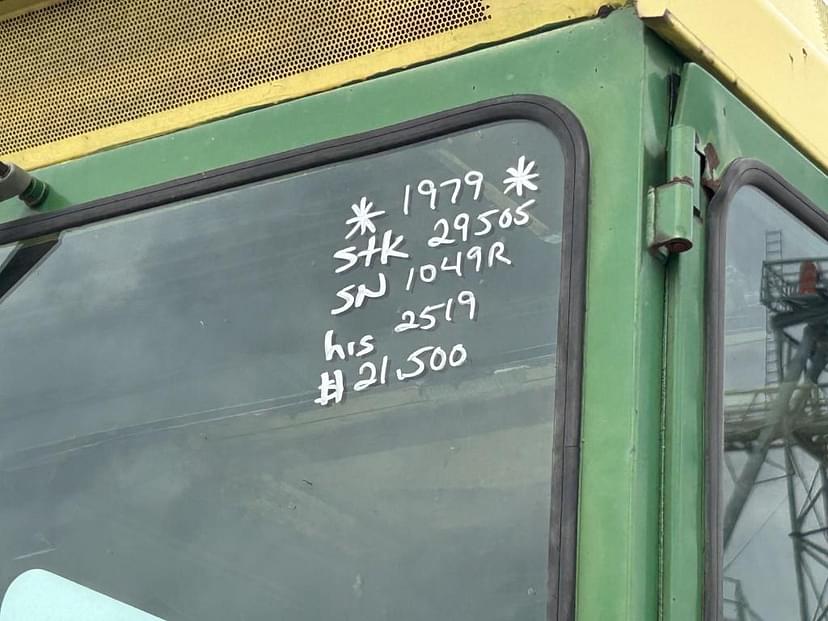 * 1979 *
Stk 29505
SN 1049R
hrs 2519
$21,500